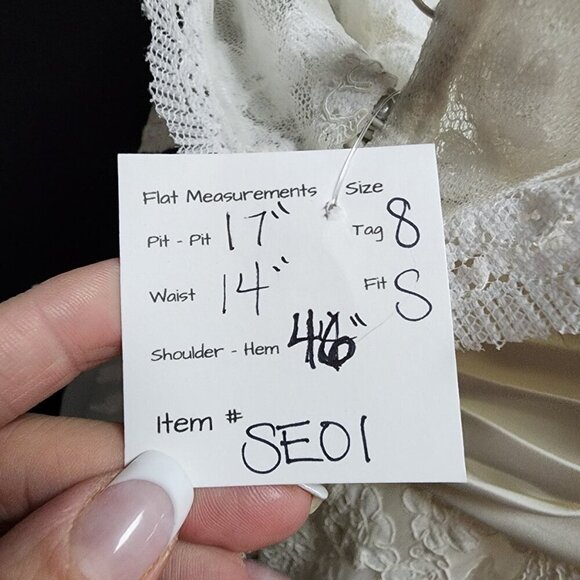 Flat Measurements Size
Pit - Pit 17" Tag 8
Waist 14" Fit S
Shoulder - Hem 46"
Item # SE01